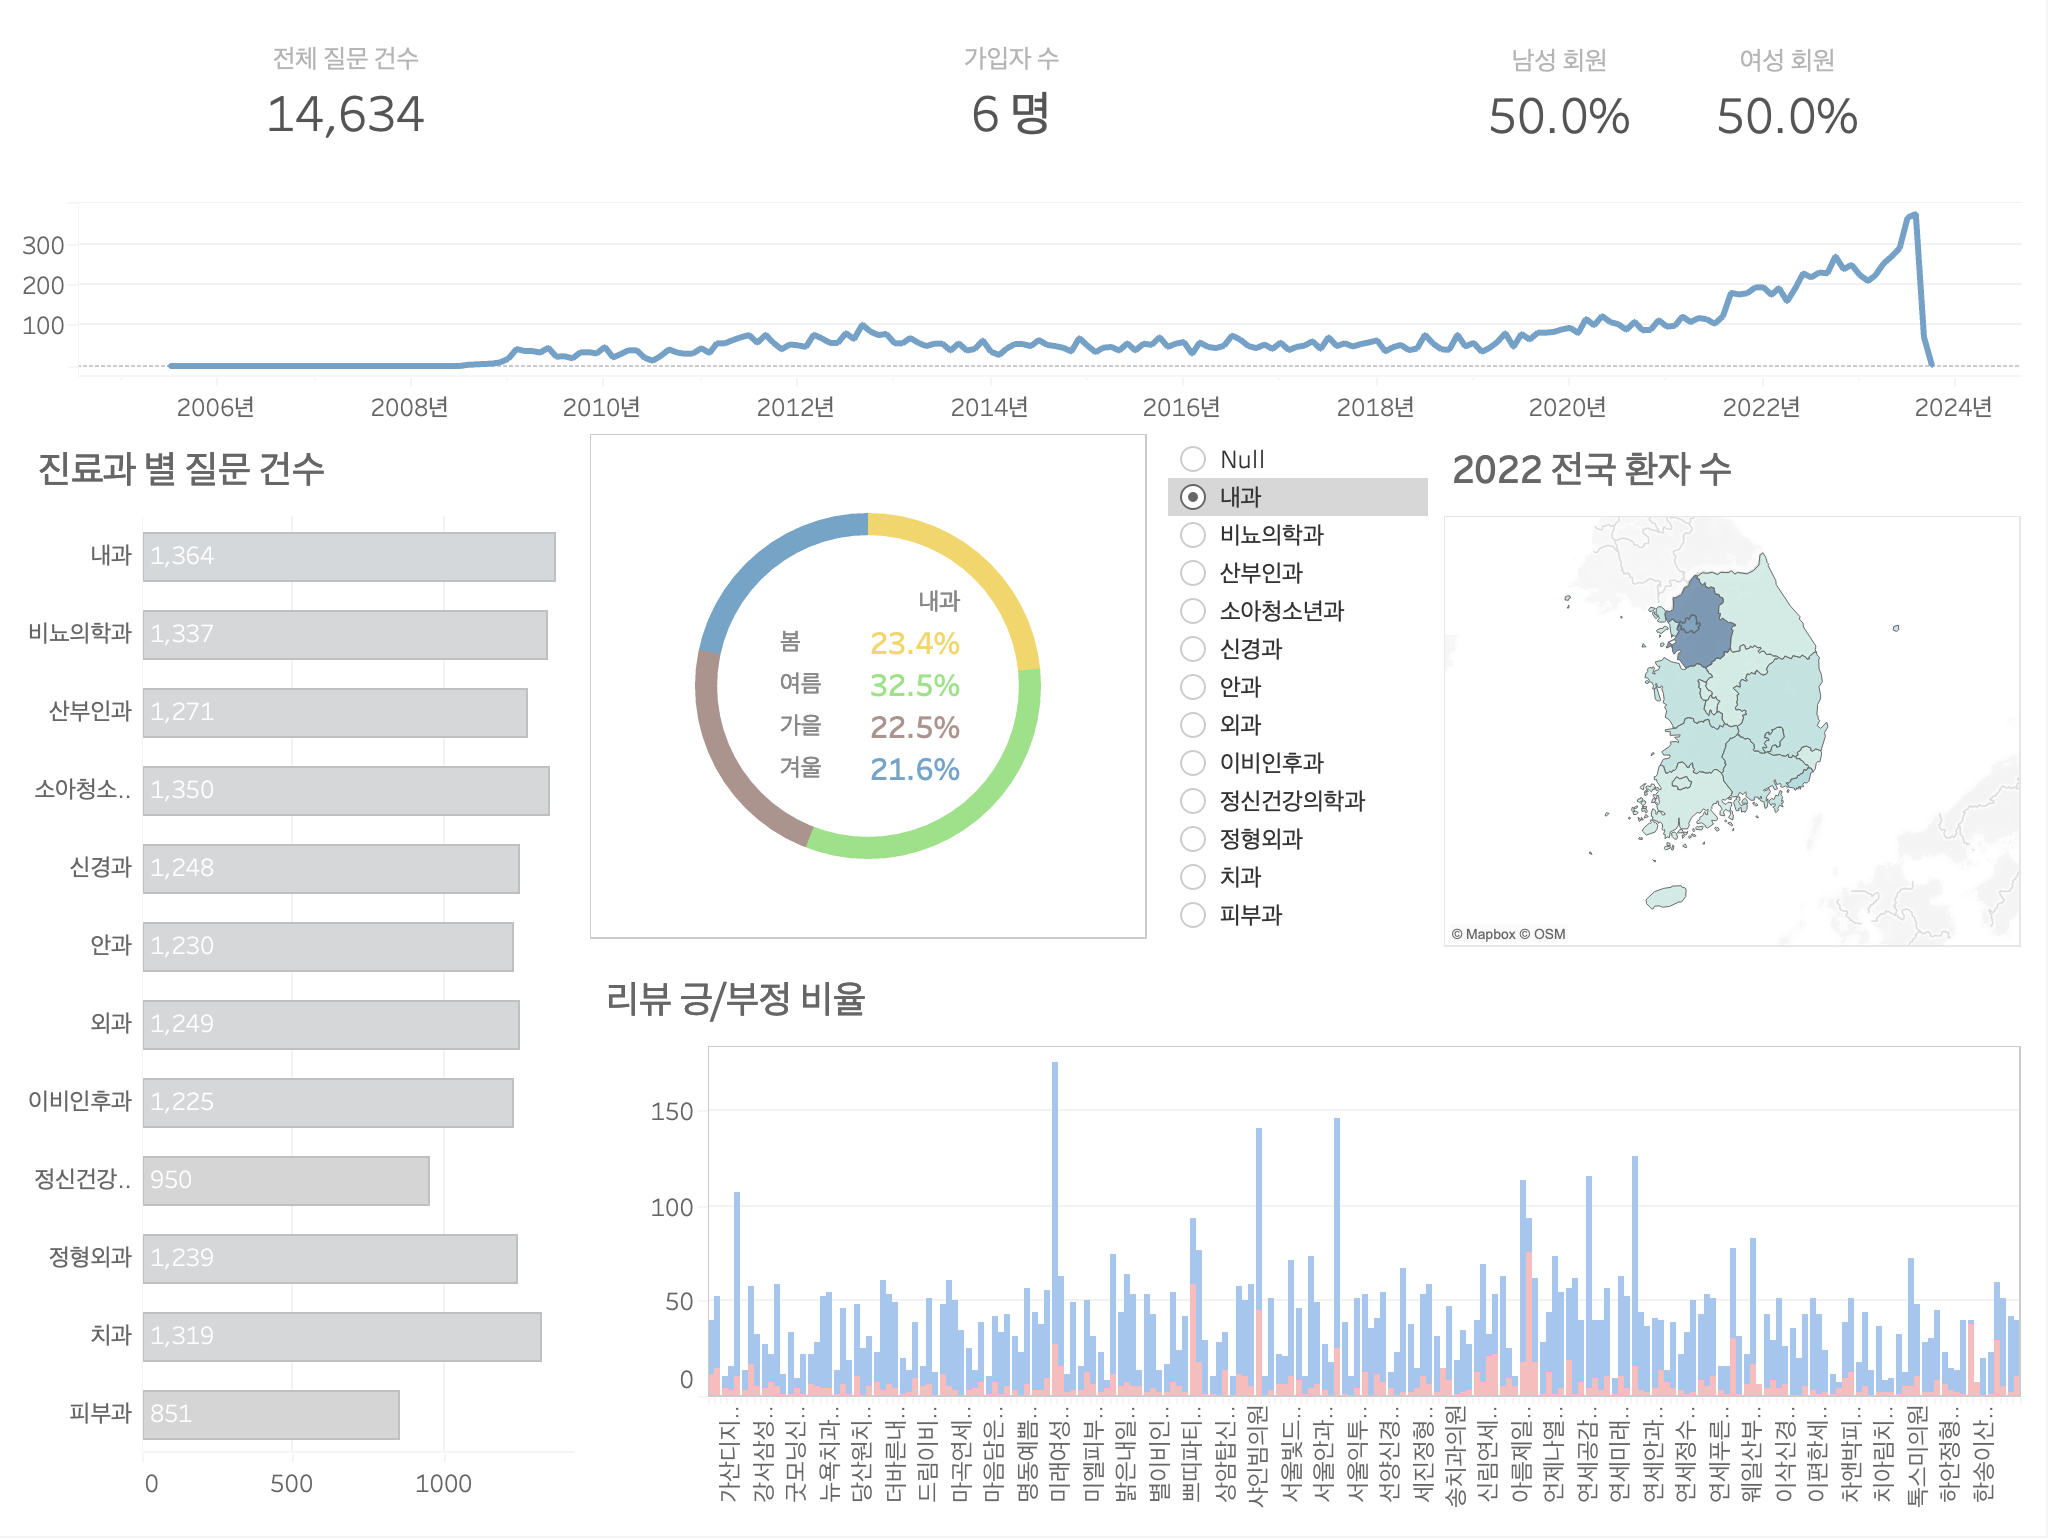 전체 질문 건수
14,634
가입자 수
6 명
남성 회원
50.0%
여성 회원
50.0%
300
200
100
2006년
2008년
2010년
2012년
2014년
2016년
2018년
2020년
2022년
2024년
진료과 별 질문 건수
내과
1,364
비뇨의학과
1,337
산부인과
1,271
소아청소..
1,350
신경과
1,248
안과
1,230
외과
1,249
이비인후과
1,225
정신건강..
950
정형외과
1,239
치과
1,319
피부과
851
0
500
1000
내과
봄 23.4%
여름 32.5%
가을 22.5%
겨울 21.6%
Null
내과
비뇨의학과
산부인과
소아청소년과
신경과
안과
외과
이비인후과
정신건강의학과
정형외과
치과
피부과
2022 전국 환자 수
© Mapbox © OSM
리뷰 긍/부정 비율
150
100
50
0
가산디지..
강서삼성..
굿모닝신..
뉴욕치과..
당산원치..
더바른내..
드림이비..
마곡연세..
마음담은..
명동예쁨..
미래여성..
미엘피부..
밝은내일..
별이비인..
쁘띠파티..
상암탑신..
샤인빔의원
서울빛드..
서울안과..
서울익투..
선양신경..
세진정형..
송치과의원
신림연세..
아름제일..
언제나열..
연세공감..
연세미래..
연세안과..
연세정수..
연세푸른..
웨일산부..
이삭신경..
이편한세..
차앤박피..
치아림치..
톡스미의원
하안정형..
한송이산..